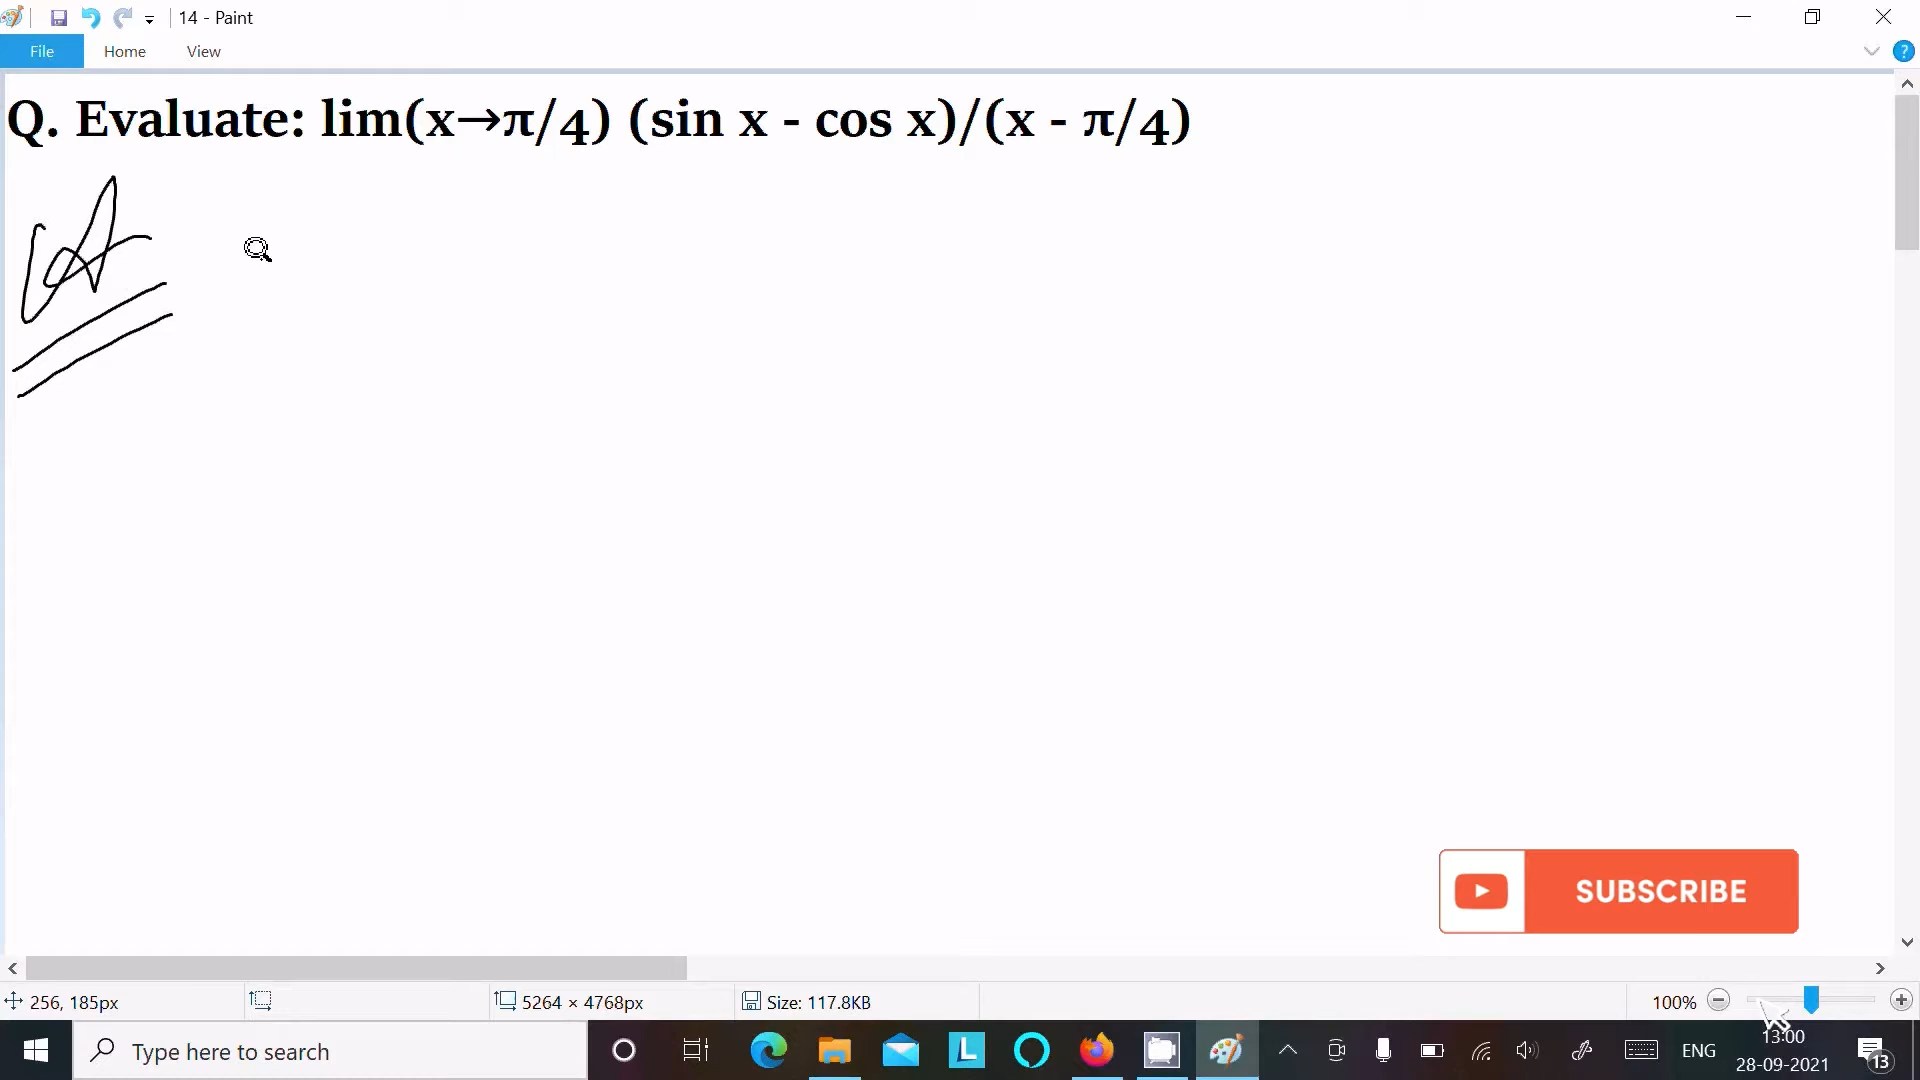 14 - Paint
File Home View
Q. Evaluate: lim(x→π/4) (sin x - cos x)/(x - π/4)
SUBSCRIBE
256, 185px 5264 × 4768px Size: 117.8KB 100%
Type here to search
L
ENG
13:00
28-09-2021
13